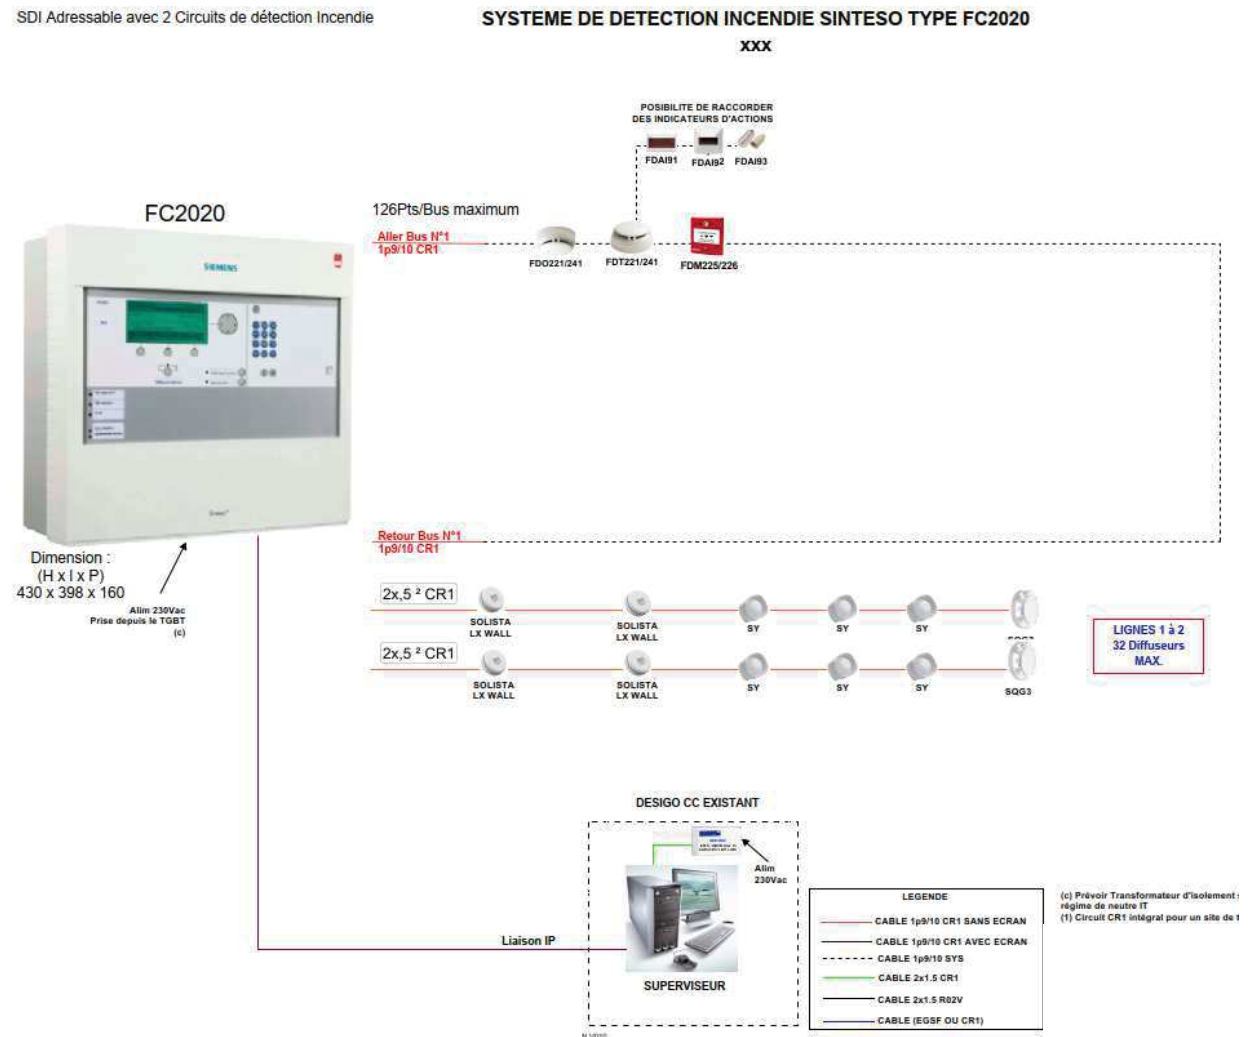 SDI Adressable avec 2 Circuits de détection Incendie
SYSTEME DE DETECTION INCENDIE SINTESO TYPE FC2020
xxx
POSIBILITE DE RACCORDER
DES INDICATEURS D'ACTIONS
FDAI91
FDAI92
FDAI93
FC2020
126Pts/Bus maximum
Aller Bus N°1
1p9/10 CR1
FDO221/241
FDT221/241
FDM225/226
SIEMENS
Retour Bus N°1
1p9/10 CR1
Dimension :
(H x l x P)
430 x 398 x 160
Alim 230Vac
Prise depuis le TGBT
(c)
2x,5 ² CR1
SOLISTA
LX WALL
SOLISTA
LX WALL
SY
SY
SY
2x,5 ² CR1
SOLISTA
LX WALL
SOLISTA
LX WALL
SY
SY
SY
SQG3
LIGNES 1 à 2
32 Diffuseurs
MAX.
DESIGO CC EXISTANT
Alim
230Vac
Liaison IP
SUPERVISEUR
LEGENDE
CABLE 1p9/10 CR1 SANS ECRAN
CABLE 1p9/10 CR1 AVEC ECRAN
CABLE 1p9/10 SYS
CABLE 2x1.5 CR1
CABLE 2x1.5 R02V
CABLE (EGSF OU CR1)
(c) Prévoir Transformateur d'isolement
régime de neutre IT
(1) Circuit CR1 intégral pour un site de